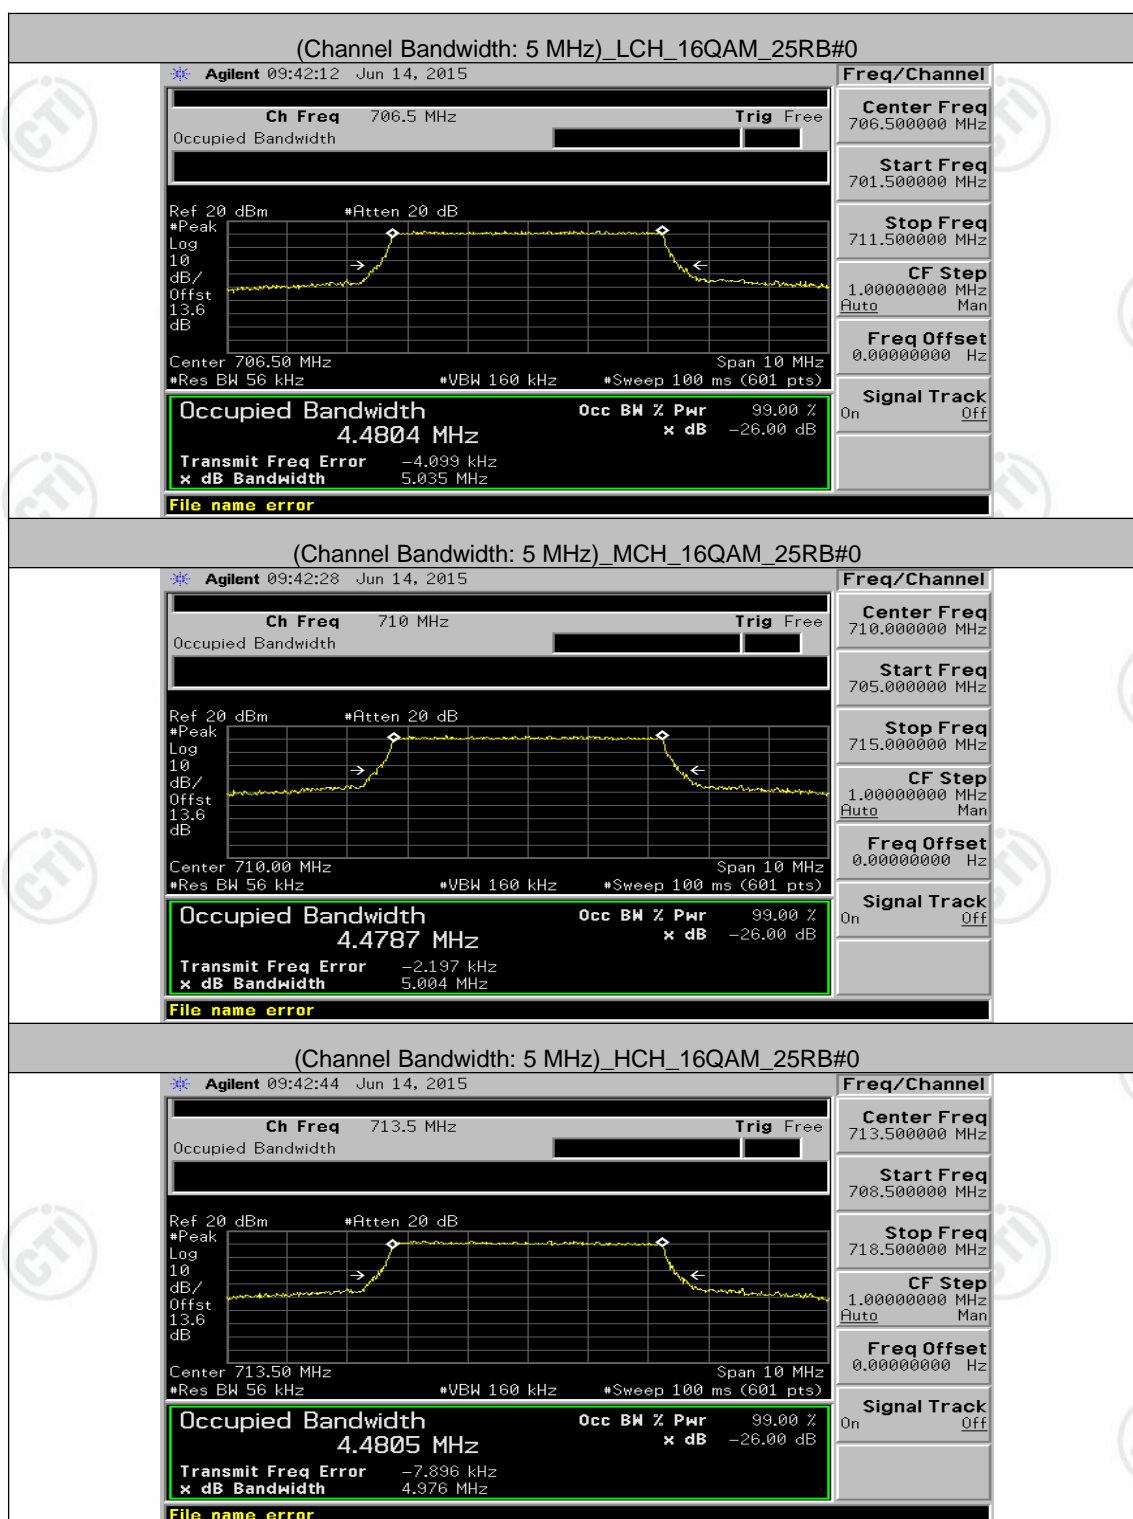 (Channel Bandwidth: 5 MHz)_LCH_16QAM_25RB#0
Agilent 09:42:12 Jun 14, 2015
Freq/Channel
Ch Freq 706.5 MHz Trig Free
Occupied Bandwidth
Center Freq
706.500000 MHz
Start Freq
701.500000 MHz
Stop Freq
711.500000 MHz
CF Step
1.00000000 MHz
Auto Man
Freq Offset
0.00000000 Hz
Signal Track
On Off
Ref 20 dBm #Atten 20 dB
#Peak
Log
10
dB/
Offst
13.6
dB
Center 706.50 MHz Span 10 MHz
#Res BW 56 kHz #VBW 160 kHz #Sweep 100 ms (601 pts)
Occupied Bandwidth Occ BW % Pwr 99.00 %
4.4804 MHz x dB -26.00 dB
Transmit Freq Error -4.099 kHz
x dB Bandwidth 5.035 MHz
File name error
(Channel Bandwidth: 5 MHz)_MCH_16QAM_25RB#0
Agilent 09:42:28 Jun 14, 2015
Freq/Channel
Ch Freq 710 MHz Trig Free
Occupied Bandwidth
Center Freq
710.000000 MHz
Start Freq
705.000000 MHz
Stop Freq
715.000000 MHz
CF Step
1.00000000 MHz
Auto Man
Freq Offset
0.00000000 Hz
Signal Track
On Off
Ref 20 dBm #Atten 20 dB
#Peak
Log
10
dB/
Offst
13.6
dB
Center 710.00 MHz Span 10 MHz
#Res BW 56 kHz #VBW 160 kHz #Sweep 100 ms (601 pts)
Occupied Bandwidth Occ BW % Pwr 99.00 %
4.4787 MHz x dB -26.00 dB
Transmit Freq Error -2.197 kHz
x dB Bandwidth 5.004 MHz
File name error
(Channel Bandwidth: 5 MHz)_HCH_16QAM_25RB#0
Agilent 09:42:44 Jun 14, 2015
Freq/Channel
Ch Freq 713.5 MHz Trig Free
Occupied Bandwidth
Center Freq
713.500000 MHz
Start Freq
708.500000 MHz
Stop Freq
718.500000 MHz
CF Step
1.00000000 MHz
Auto Man
Freq Offset
0.00000000 Hz
Signal Track
On Off
Ref 20 dBm #Atten 20 dB
#Peak
Log
10
dB/
Offst
13.6
dB
Center 713.50 MHz Span 10 MHz
#Res BW 56 kHz #VBW 160 kHz #Sweep 100 ms (601 pts)
Occupied Bandwidth Occ BW % Pwr 99.00 %
4.4805 MHz x dB -26.00 dB
Transmit Freq Error -7.896 kHz
x dB Bandwidth 4.976 MHz
File name error
CTI
CTI
CTI
CTI
CTI
CTI
CTI
CTI